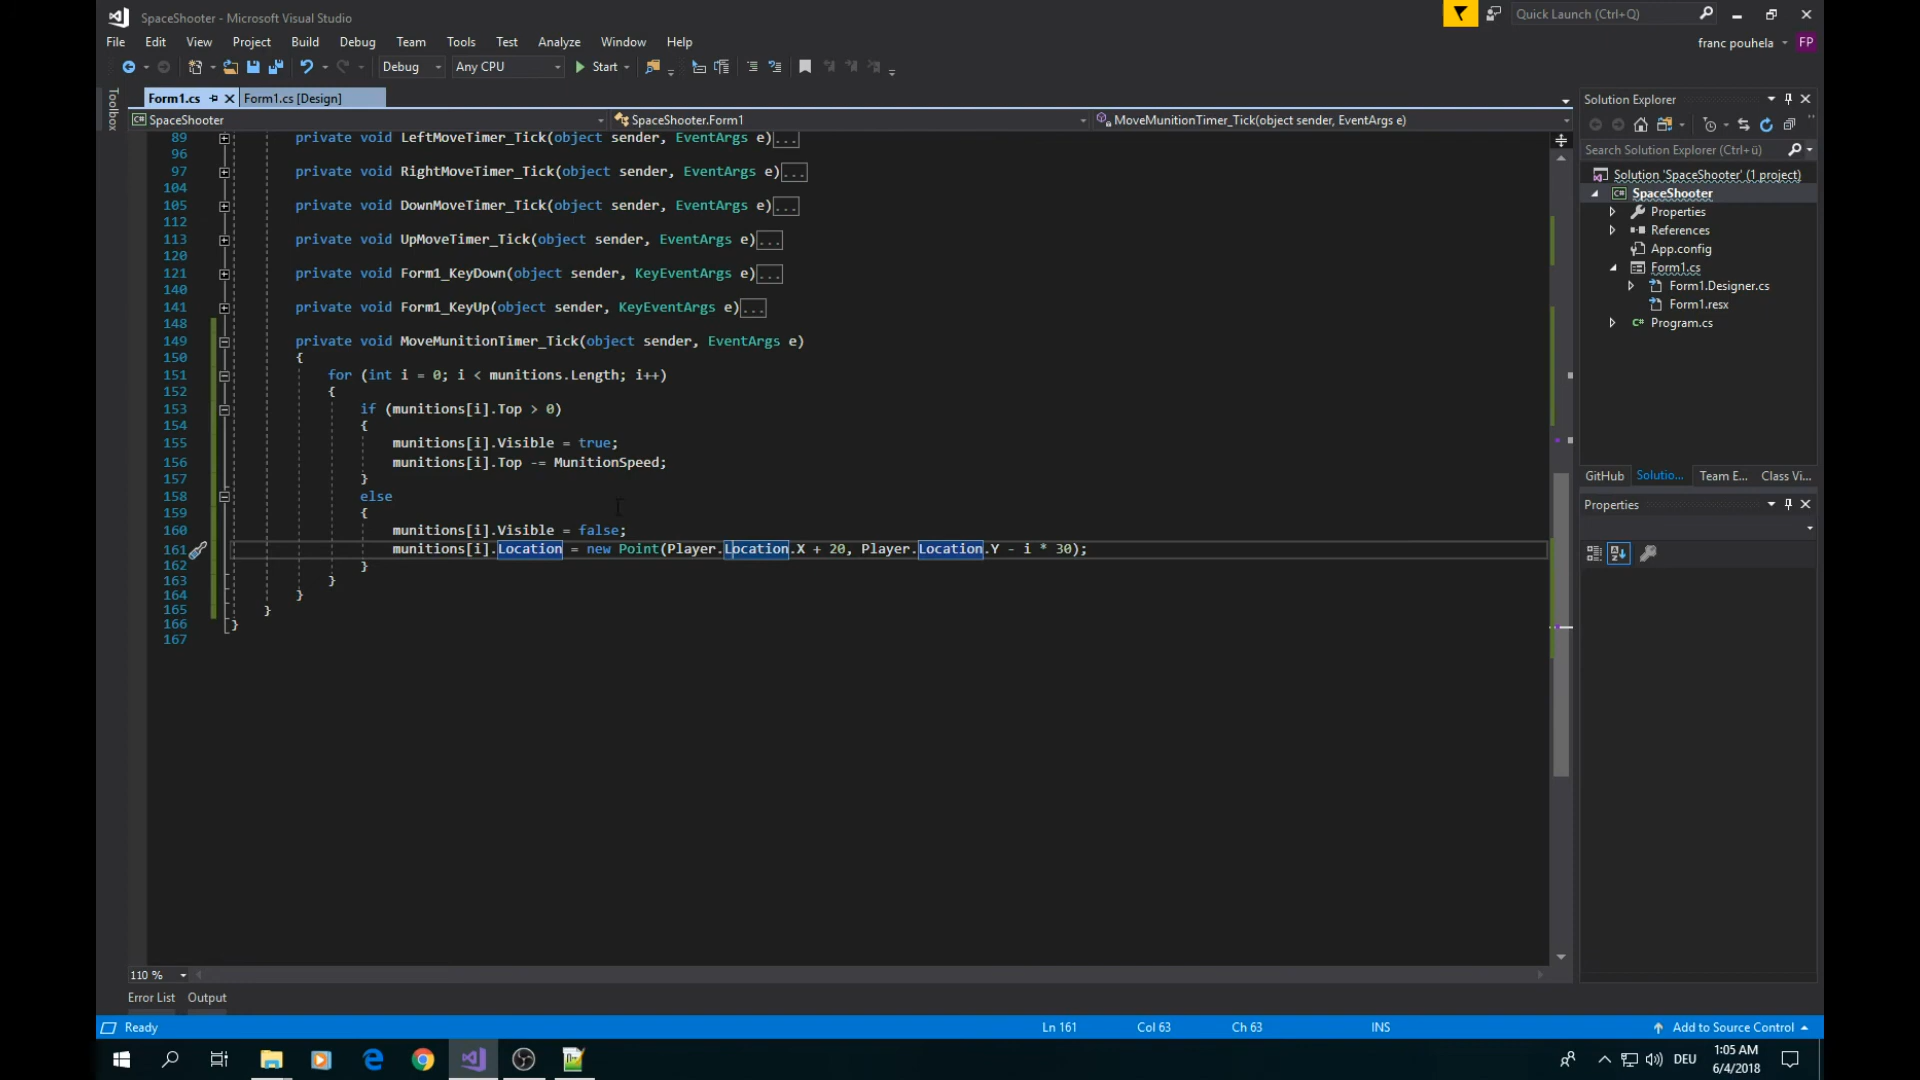 SpaceShooter - Microsoft Visual Studio
Quick Launch (Ctrl+Q)
File Edit View Project Build Debug Team Tools Test Analyze Window Help
franc pouhela FP
Debug Any CPU Start
Toolbox
Form1.cs Form1.cs [Design]
SpaceShooter SpaceShooter.Form1 MoveMunitionTimer_Tick(object sender, EventArgs e)
89 private void LeftMoveTimer_Tick(object sender, EventArgs e)...
96
97 private void RightMoveTimer_Tick(object sender, EventArgs e)...
104
105 private void DownMoveTimer_Tick(object sender, EventArgs e)...
112
113 private void UpMoveTimer_Tick(object sender, EventArgs e)...
120
121 private void Form1_KeyDown(object sender, KeyEventArgs e)...
140
141 private void Form1_KeyUp(object sender, KeyEventArgs e)...
148
149 private void MoveMunitionTimer_Tick(object sender, EventArgs e)
150 {
151 for (int i = 0; i < munitions.Length; i++)
152 {
153 if (munitions[i].Top > 0)
154 {
155 munitions[i].Visible = true;
156 munitions[i].Top -= MunitionSpeed;
157 }
158 else
159 {
160 munitions[i].Visible = false;
161 munitions[i].Location = new Point(Player.Location.X + 20, Player.Location.Y - i * 30);
162 }
163 }
164 }
165 }
166 }
167
110 %
Error List Output
Solution Explorer
Search Solution Explorer (Ctrl+ü)
Solution 'SpaceShooter' (1 project)
C# SpaceShooter
Properties
References
App.config
Form1.cs
Form1.Designer.cs
Form1.resx
C# Program.cs
GitHub Solutio... Team E... Class Vi...
Properties
Ready Ln 161 Col 63 Ch 63 INS Add to Source Control
DEU 1:05 AM
6/4/2018